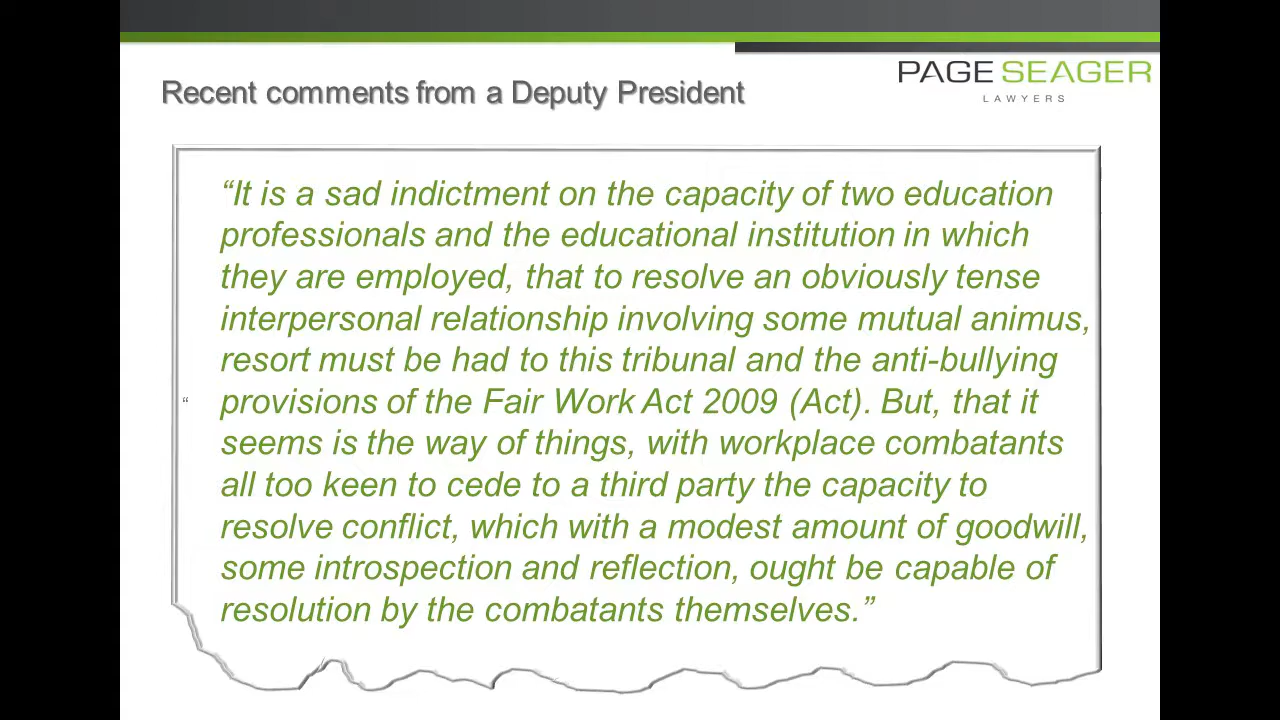 PAGE SEAGER
LAWYERS
Recent comments from a Deputy President
“It is a sad indictment on the capacity of two education
professionals and the educational institution in which
they are employed, that to resolve an obviously tense
interpersonal relationship involving some mutual animus,
resort must be had to this tribunal and the anti-bullying
“
provisions of the Fair Work Act 2009 (Act). But, that it
seems is the way of things, with workplace combatants
all too keen to cede to a third party the capacity to
resolve conflict, which with a modest amount of goodwill,
some introspection and reflection, ought be capable of
resolution by the combatants themselves.”